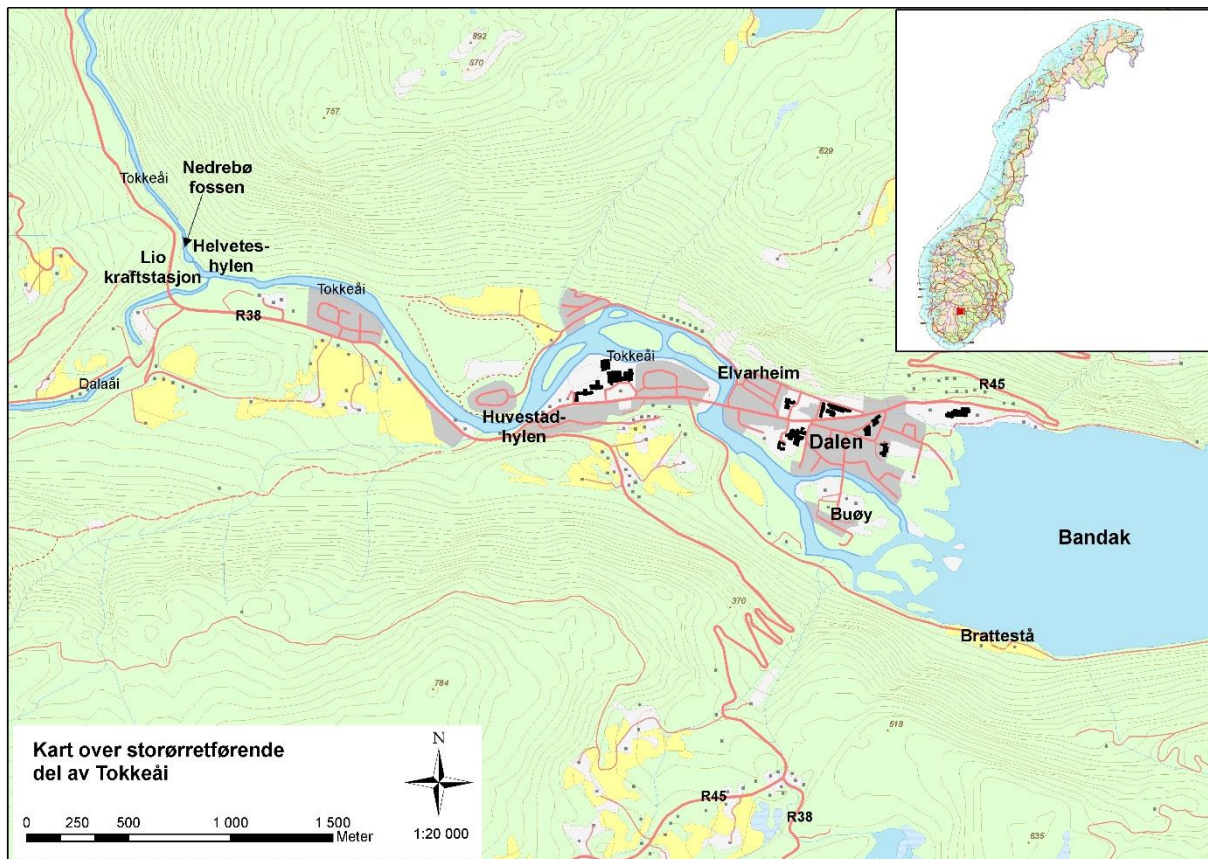 892
870
757
629
Nedrebø
fossen
Tokkeåi
Helvetes-
hylen
Lio
kraftstasjon
Tokkeåi
R38
Tokkeåi
Elvarheim
R45
Dalaåi
Huvestad-
hylen
Dalen
Buøy
Bandak
370
Brattestå
784
518
Kart over storørretførende
del av Tokkeåi
N
0 250 500 1 000 1 500
Meter
1:20 000
R45
R38
635